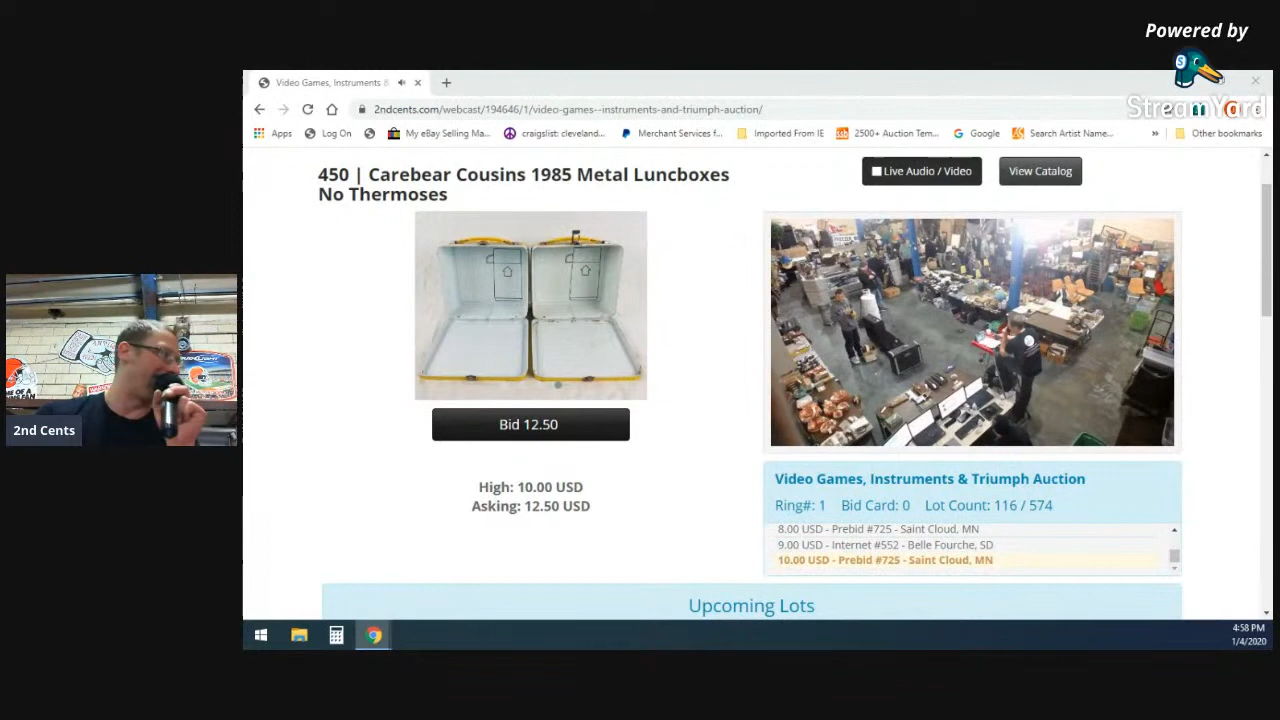 Powered by
StreamYard
Video Games, Instruments &
2ndcents.com/webcast/194646/1/video-games--instruments-and-triumph-auction/
Apps
Log On
My eBay Selling Ma...
craigslist: cleveland...
Merchant Services f...
Imported From IE
2500+ Auction Tem...
Google
Search Artist Name...
»
Other bookmarks
450 | Carebear Cousins 1985 Metal Luncboxes
No Thermoses
Live Audio / Video
View Catalog
Bid 12.50
High: 10.00 USD
Asking: 12.50 USD
Video Games, Instruments & Triumph Auction
Ring#: 1 Bid Card: 0 Lot Count: 116 / 574
8.00 USD - Prebid #725 - Saint Cloud, MN
9.00 USD - Internet #552 - Belle Fourche, SD
10.00 USD - Prebid #725 - Saint Cloud, MN
Upcoming Lots
2nd Cents
4:58 PM
1/4/2020